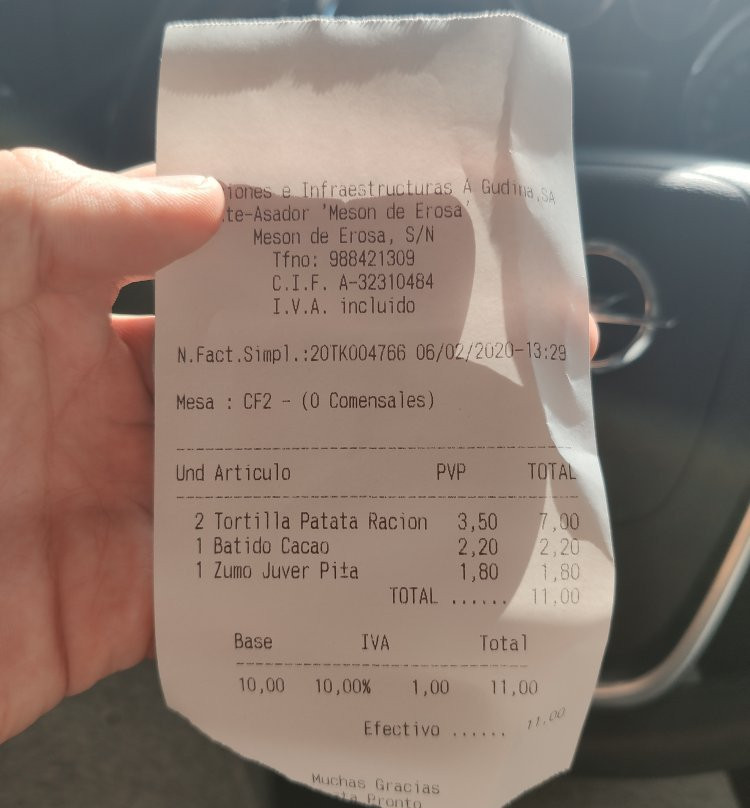 iones e Infraestructuras A Gudina,SA
te-Asador 'Meson de Erosa'
Meson de Erosa, S/N
Tfno: 988421309
C.I.F. A-32310484
I.V.A. incluido
N.Fact.Simpl.:20TK004766 06/02/2020-13:29
Mesa : CF2 - (0 Comensales)
Und Articulo PVP TOTAL
2 Tortilla Patata Racion 3,50 7,00
1 Batido Cacao 2,20 2,20
1 Zumo Juver Pi±a 1,80 1,80
TOTAL ...... 11,00
Base IVA Total
10,00 10,00% 1,00 11,00
Efectivo ...... 11,00
Muchas Gracias
Pronto